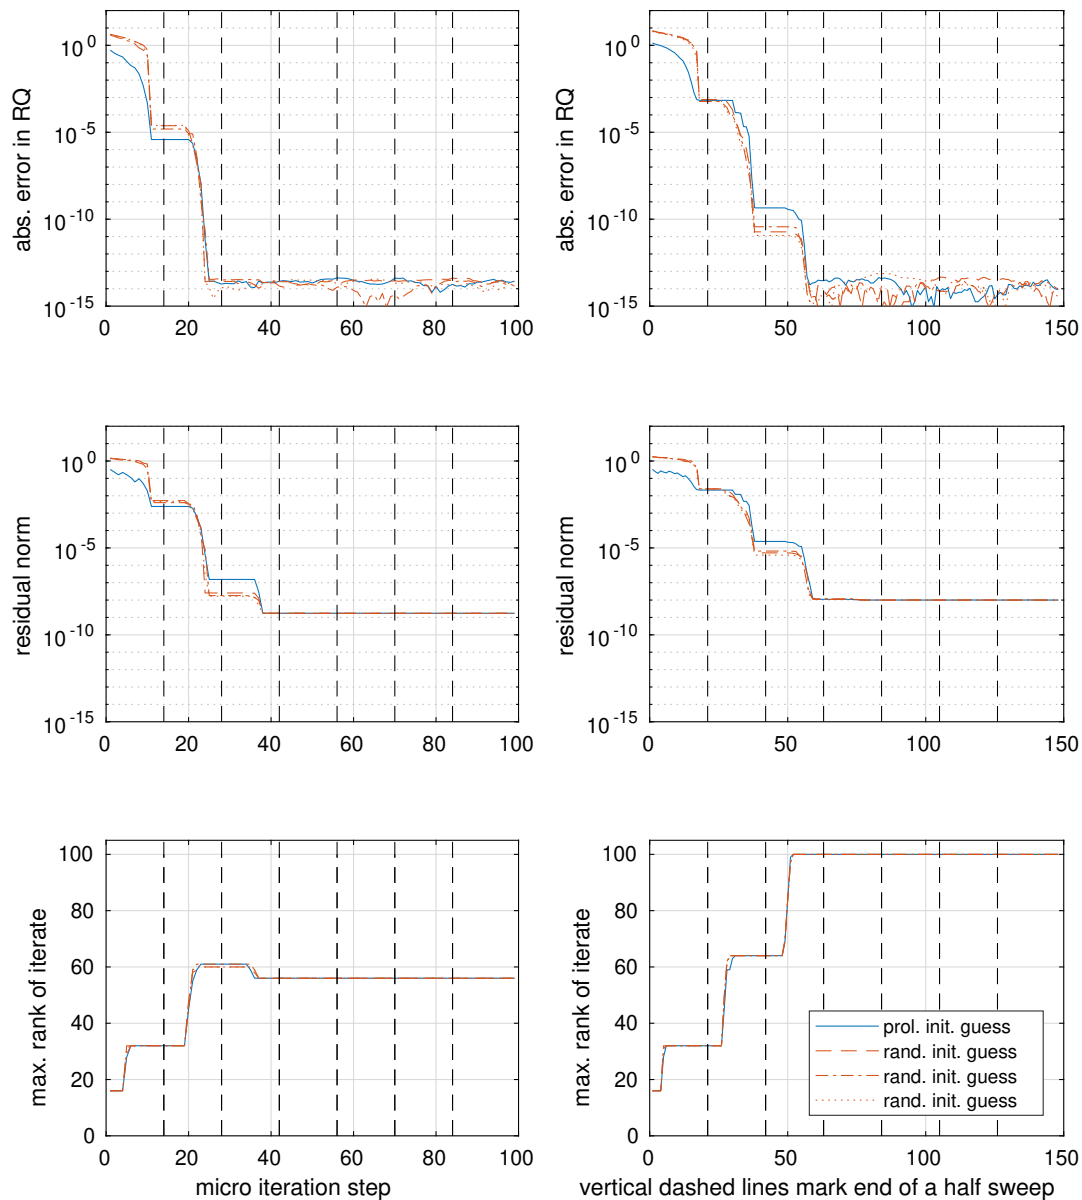 abs. error in RQ
10^0
10^-5
10^-10
10^-15
0 20 40 60 80 100
abs. error in RQ
10^0
10^-5
10^-10
10^-15
0 50 100 150
residual norm
10^0
10^-5
10^-10
10^-15
0 20 40 60 80 100
residual norm
10^0
10^-5
10^-10
10^-15
0 50 100 150
max. rank of iterate
100
80
60
40
20
0
0 20 40 60 80 100
micro iteration step
max. rank of iterate
100
80
60
40
20
0
prol. init. guess
rand. init. guess
rand. init. guess
rand. init. guess
0 50 100 150
vertical dashed lines mark end of a half sweep